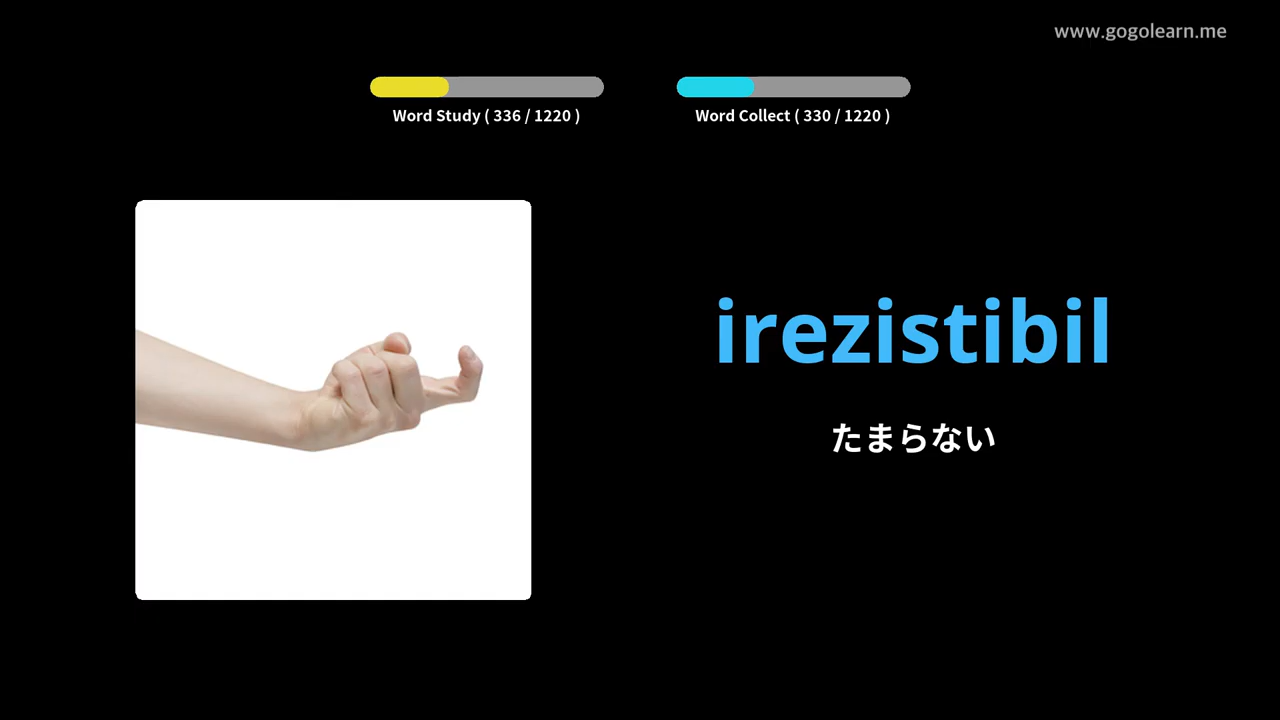 www.gogolearn.me
Word Study ( 336 / 1220 )
Word Collect ( 330 / 1220 )
irezistibil
たまらない